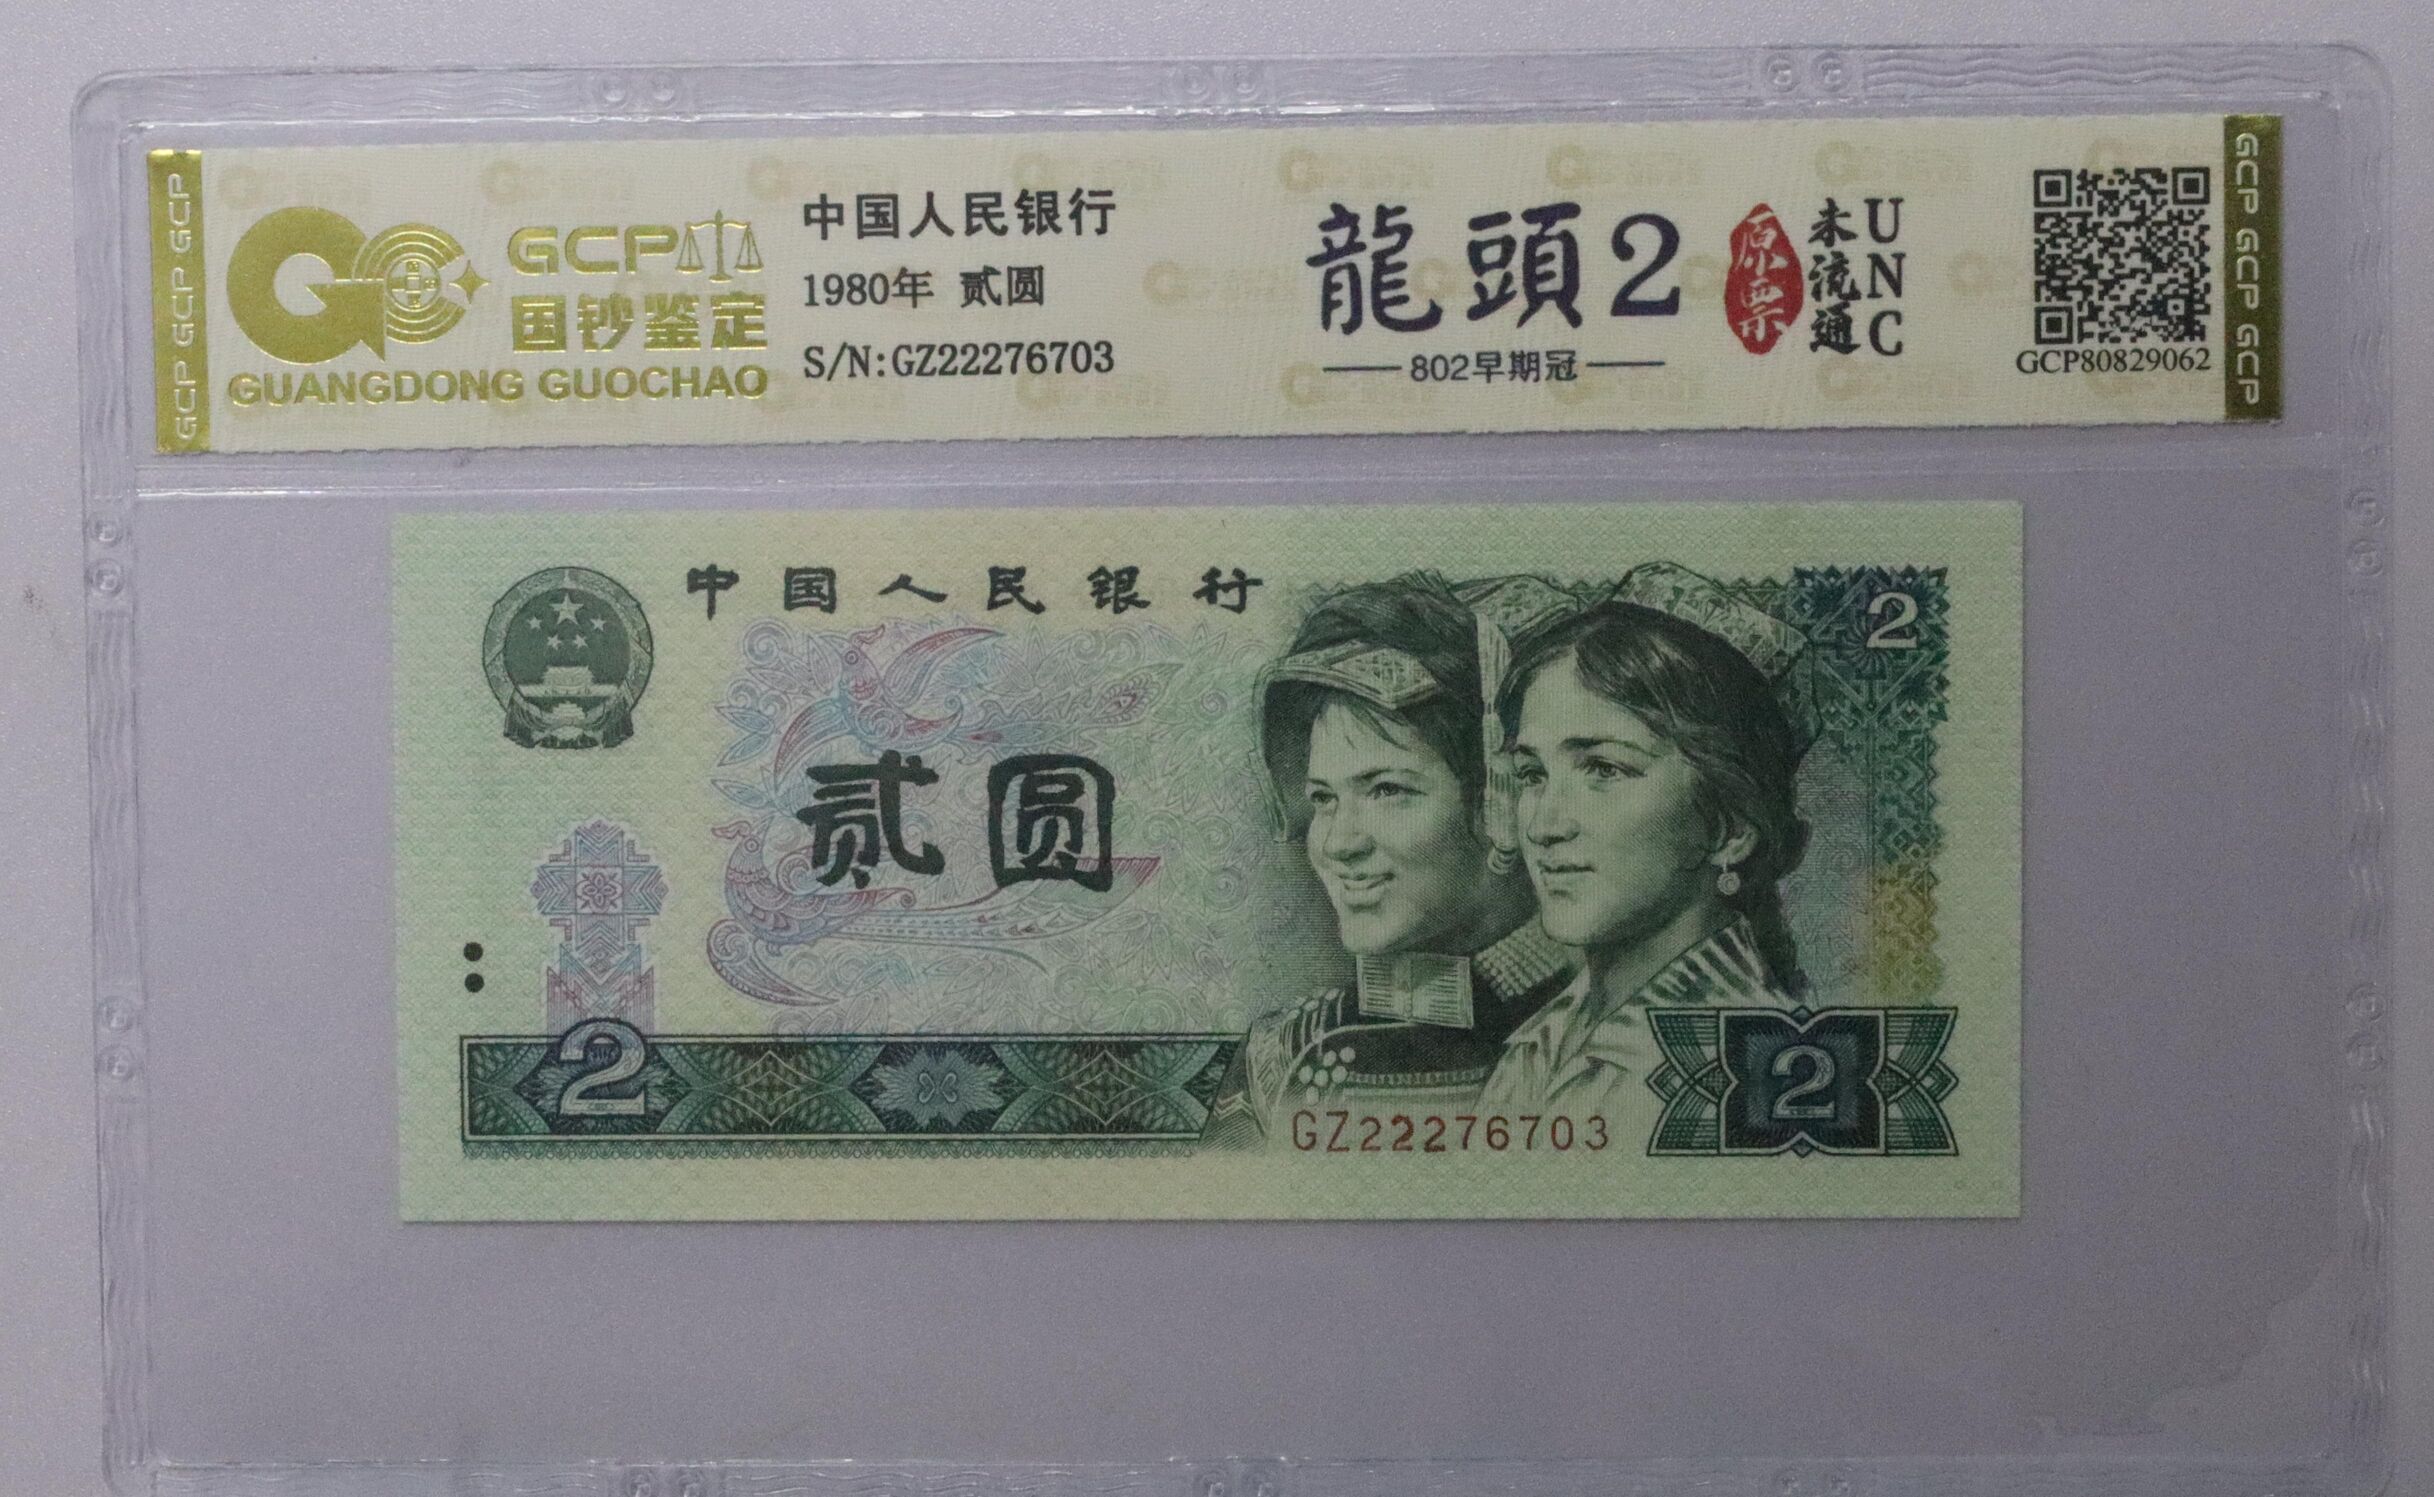 GCP GCP GCP
GCP
国钞鉴定
GUANGDONG GUOCHAO
中国人民银行
1980年 贰圆
S/N:GZ22276703
龍頭2
802早期冠
原票
未流通
UNC
GCP80829062
GCP GCP GCP
中国人民银行
2
贰圆
2
2
GZ22276703